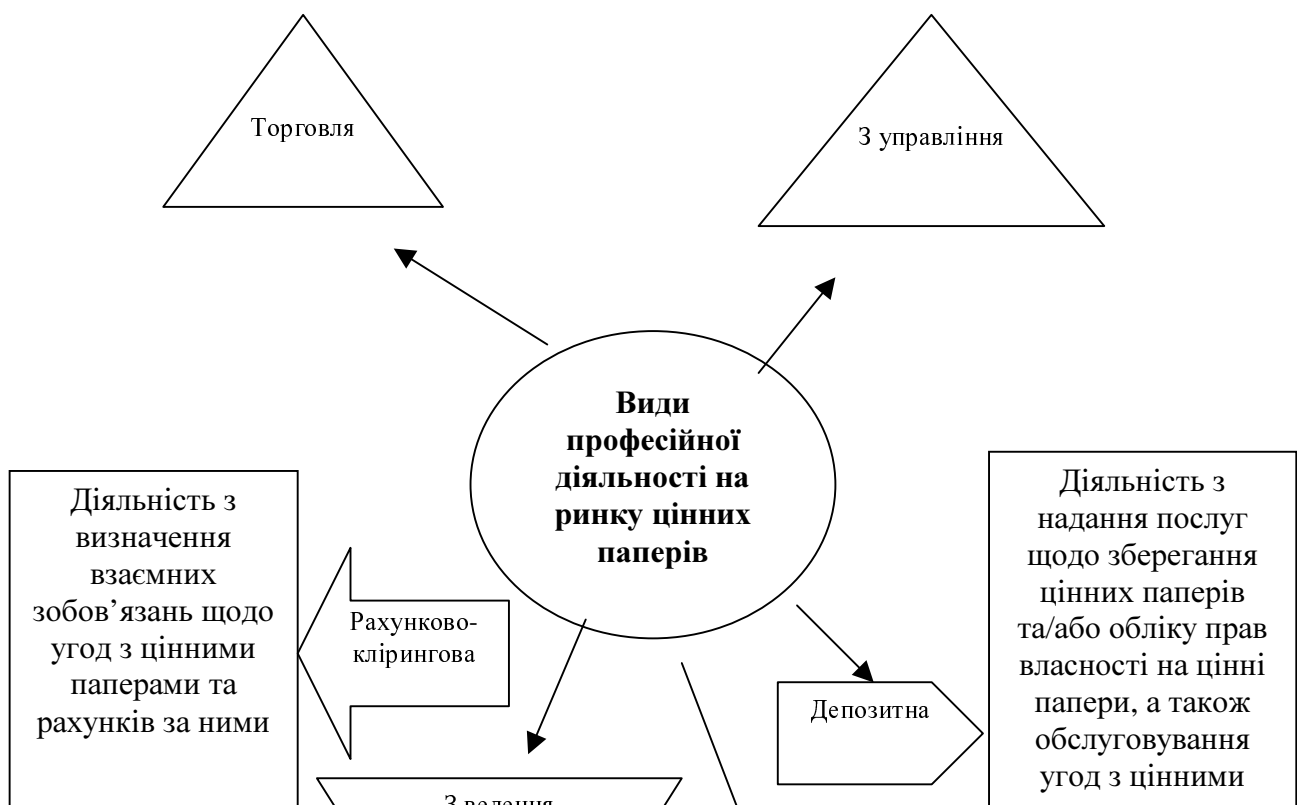 Торговля
З управління
Види
професійної
діяльності на
ринку цінних
паперів
Діяльність з
визначення
взаємних
зобов’язань щодо
угод з цінними
паперами та
рахунків за ними
Рахунково-
клірингова
Депозитна
Діяльність з
надання послуг
щодо зберегання
цінних паперів
та/або обліку прав
власності на цінні
папери, а також
обслуговування
угод з цінними
З ведення